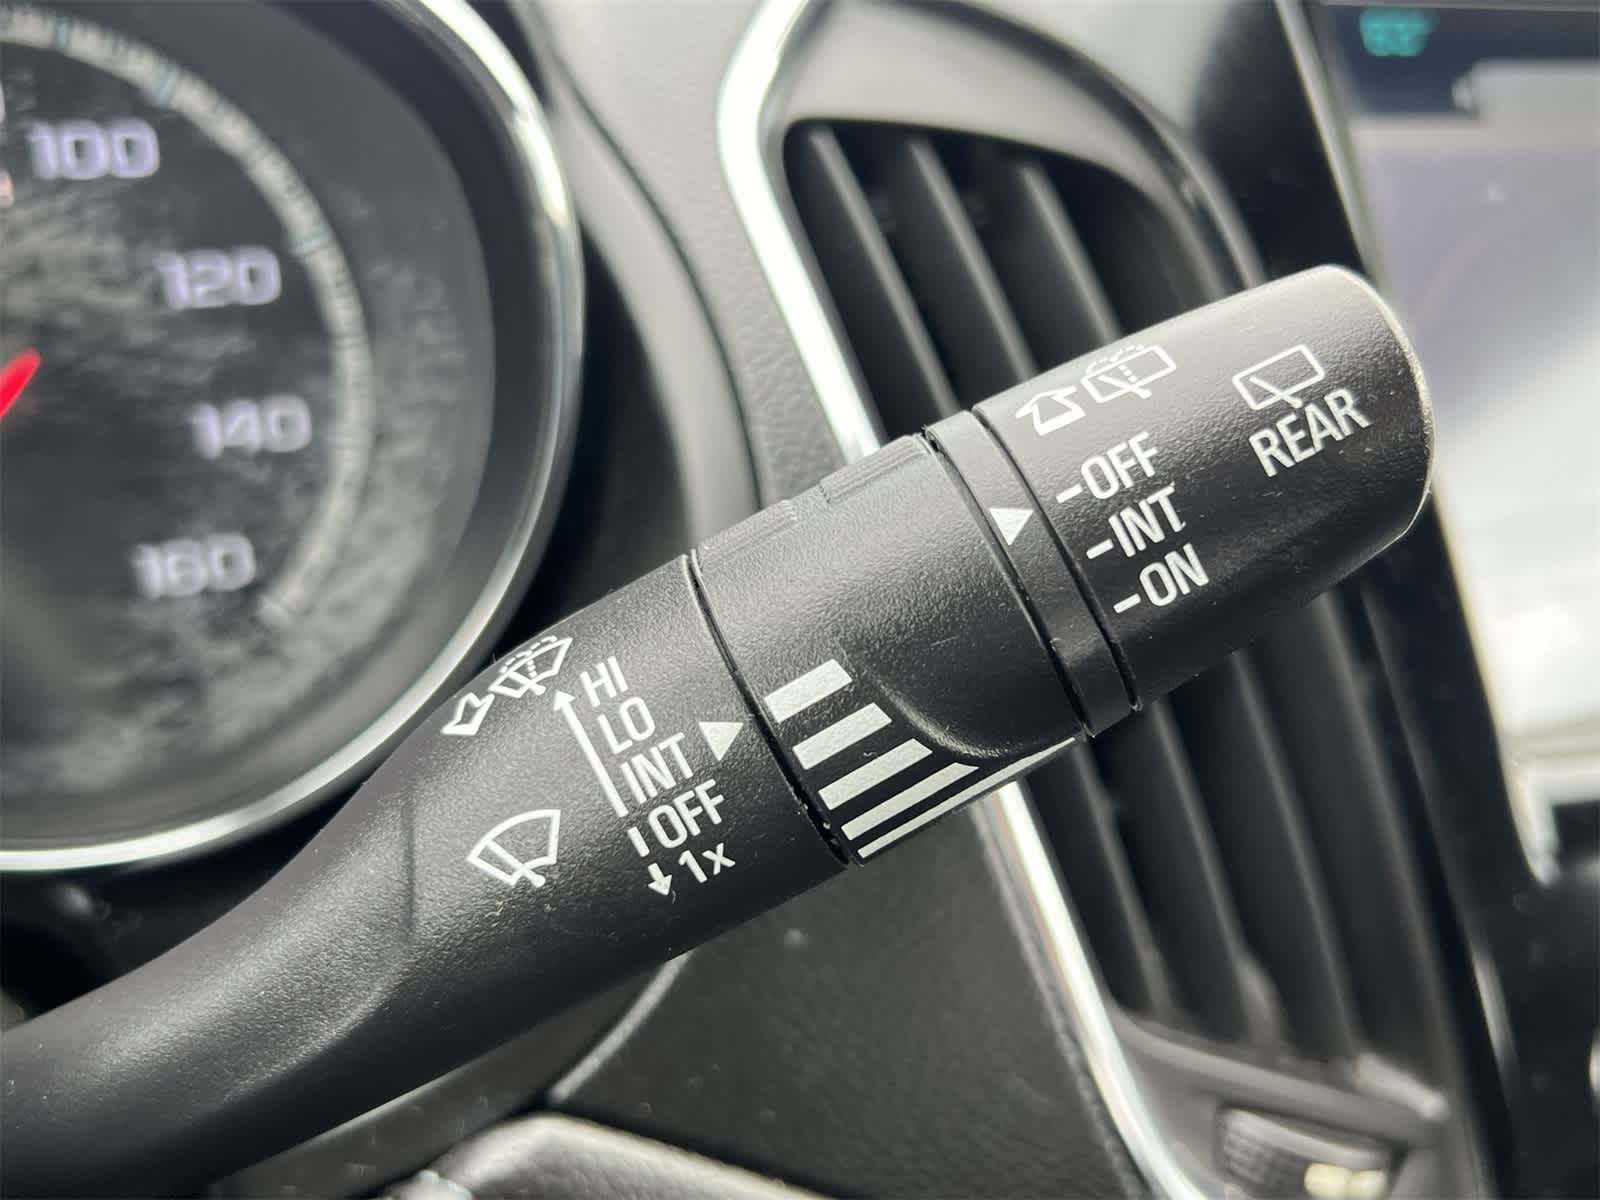 100
120
140
160
REAR
-OFF
-INT
-ON
HI
LO
INT
OFF
1x